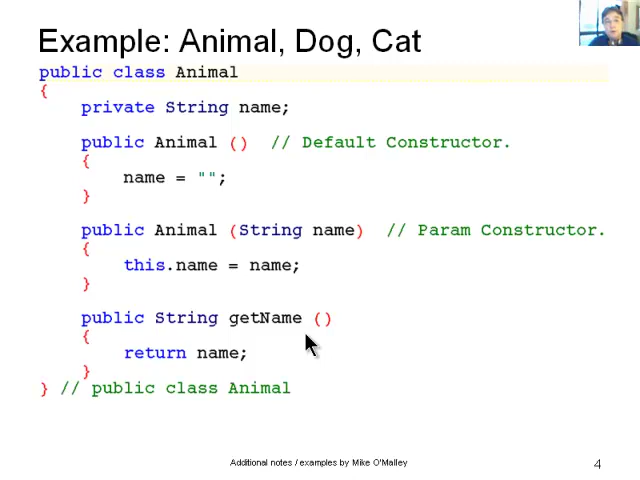 Example: Animal, Dog, Cat
public class Animal
{
private String name;
public Animal () // Default Constructor.
{
name = "";
}
public Animal (String name) // Param Constructor.
{
this.name = name;
}
public String getName ()
{
return name;
}
} // public class Animal
Additional notes / examples by Mike O'Malley
4